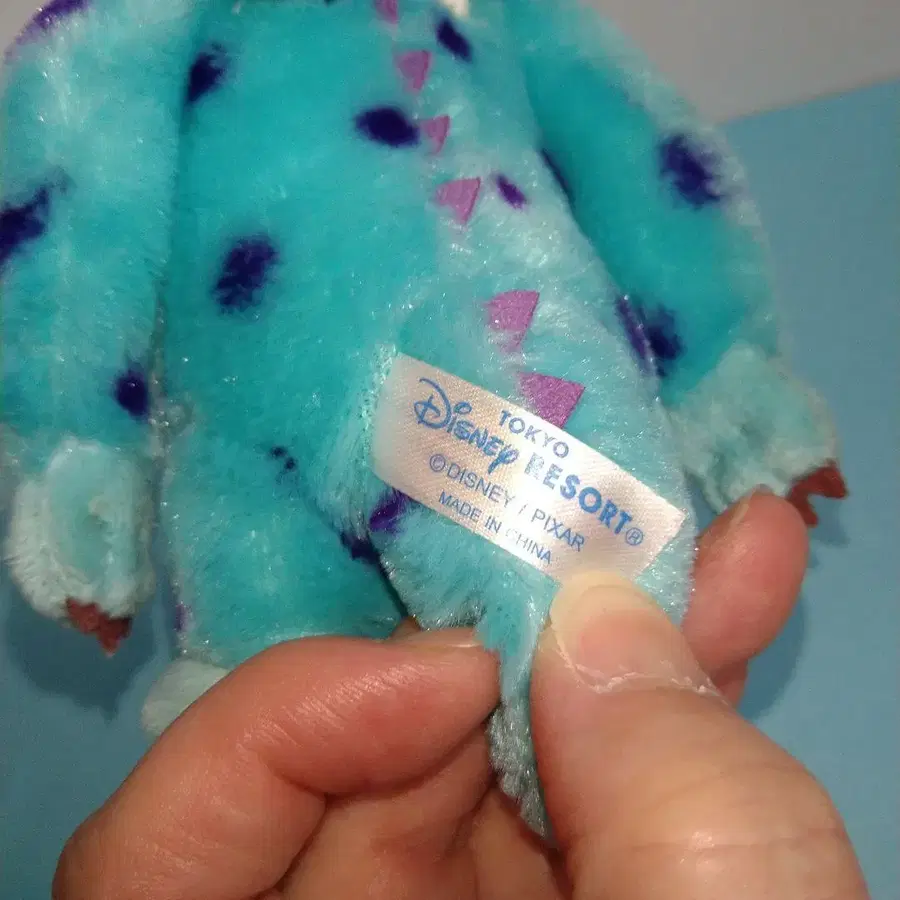 TOKYO
Disney RESORT®
©DISNEY / PIXAR
MADE IN CHINA